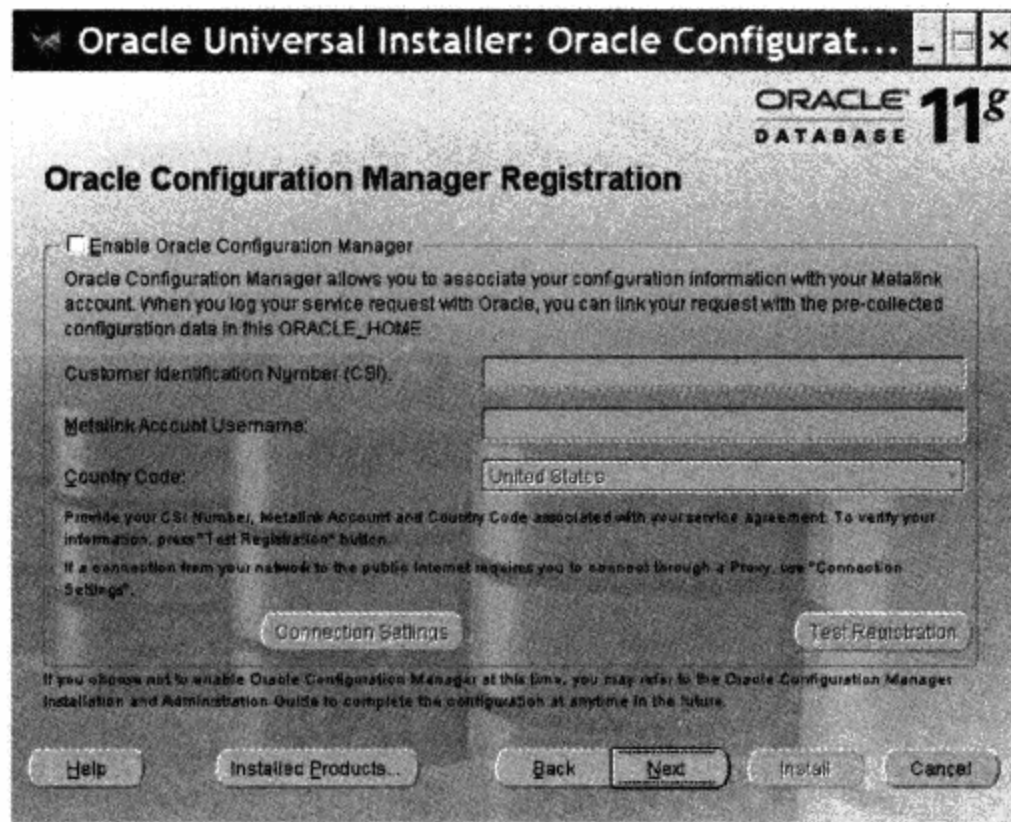 Oracle Universal Installer: Oracle Configurat...
ORACLE 11g
DATABASE
Oracle Configuration Manager Registration
Enable Oracle Configuration Manager
Oracle Configuration Manager allows you to associate your configuration information with your Metalink
account. When you log your service request with Oracle, you can link your request with the pre-collected
configuration data in this ORACLE_HOME
Customer Identification Number (CSI):
Metalink Account Username:
Country Code:
United States
Provide your CSI Number, Metalink Account and Country Code associated with your service agreement. To verify your
information, press "Test Registration" button.
If a connection from your network to the public Internet requires you to connect through a Proxy, use "Connection
Settings".
Connection Settings
Test Registration
If you choose not to enable Oracle Configuration Manager at this time, you may refer to the Oracle Configuration Manager
Installation and Administration Guide to complete the configuration at anytime in the future.
Help
Installed Products...
Back
Next
Install
Cancel